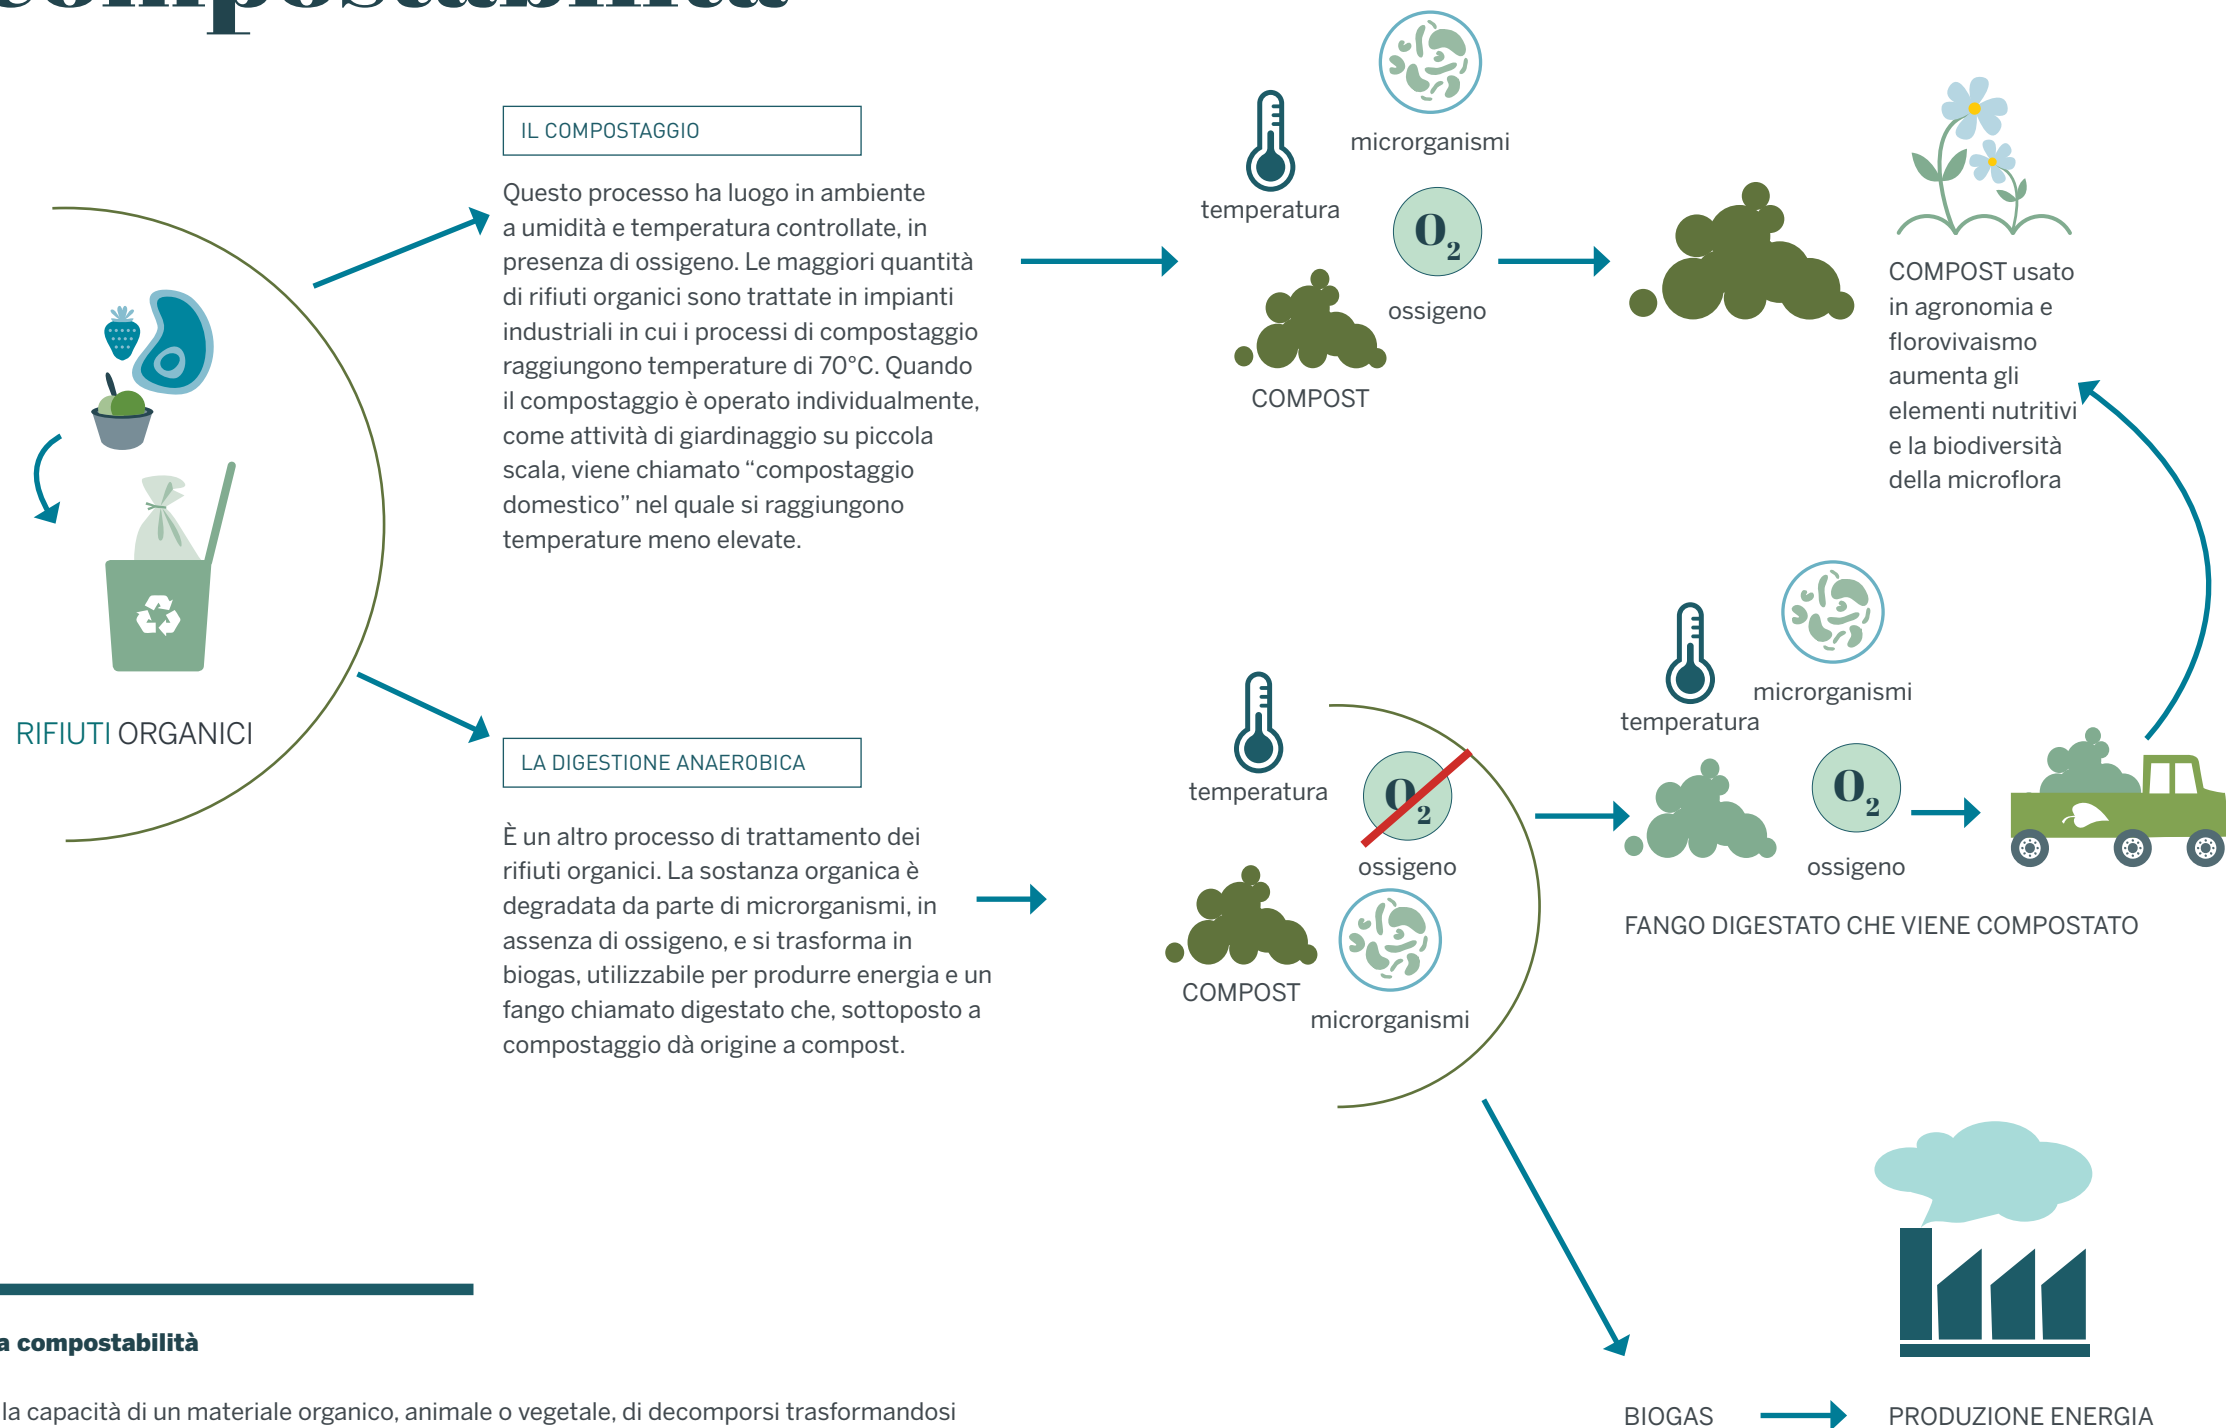 compostabilità
IL COMPOSTAGGIO
Questo processo ha luogo in ambiente
a umidità e temperatura controllate, in
presenza di ossigeno. Le maggiori quantità
di rifiuti organici sono trattate in impianti
industriali in cui i processi di compostaggio
raggiungono temperature di 70°C. Quando
il compostaggio è operato individualmente,
come attività di giardinaggio su piccola
scala, viene chiamato “compostaggio
domestico” nel quale si raggiungono
temperature meno elevate.
temperatura
microrganismi
O2
ossigeno
COMPOST
COMPOST usato
in agronomia e
florovivaismo
aumenta gli
elementi nutritivi
e la biodiversità
della microflora
RIFIUTI ORGANICI
LA DIGESTIONE ANAEROBICA
È un altro processo di trattamento dei
rifiuti organici. La sostanza organica è
degradata da parte di microrganismi, in
assenza di ossigeno, e si trasforma in
biogas, utilizzabile per produrre energia e un
fango chiamato digestato che, sottoposto a
compostaggio dà origine a compost.
temperatura
O2
ossigeno
COMPOST
microrganismi
temperatura
microrganismi
O2
ossigeno
FANGO DIGESTATO CHE VIENE COMPOSTATO
BIOGAS
PRODUZIONE ENERGIA
a compostabilità
la capacità di un materiale organico, animale o vegetale, di decomporsi trasformandosi